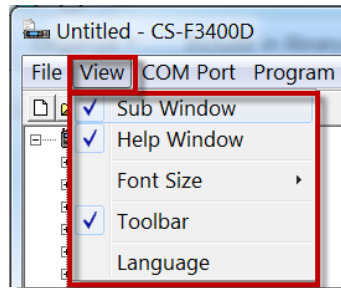 Untitled - CS-F3400D
File View COM Port Program
Sub Window
Help Window
Font Size
Toolbar
Language